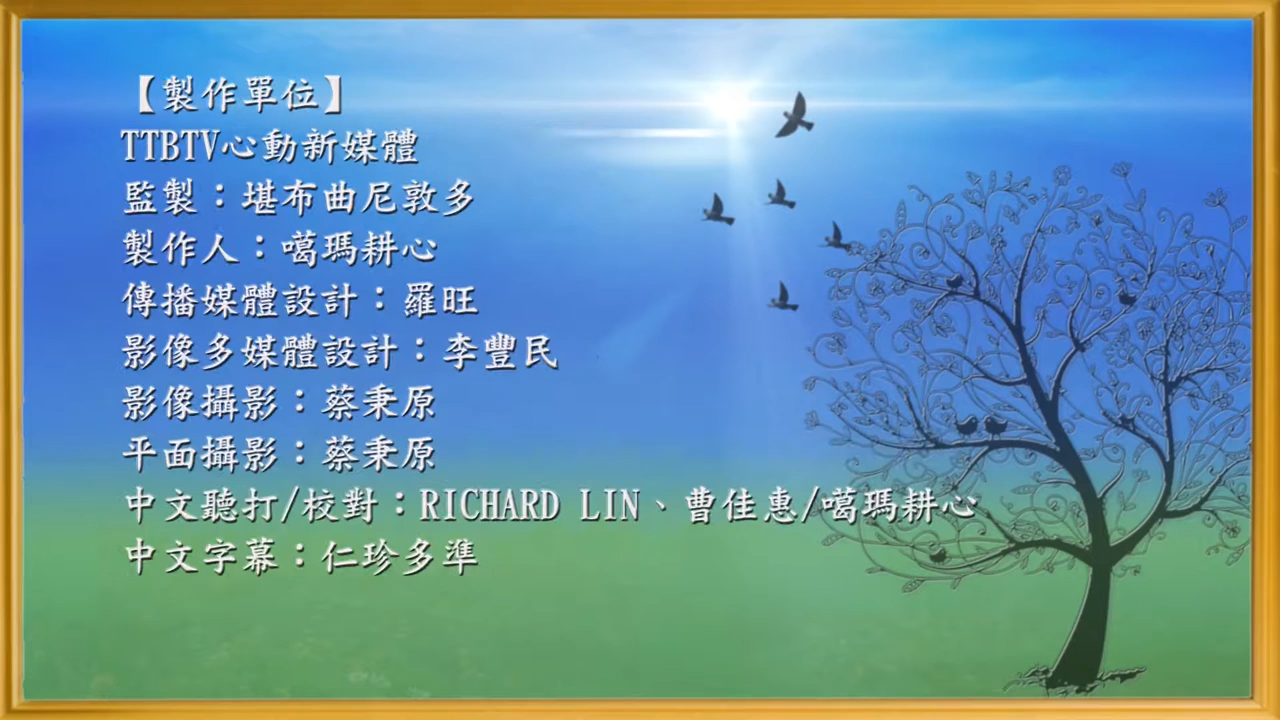 【製作單位】
TTBTV心動新媒體
監製：堪布曲尼敦多
製作人：噶瑪耕心
傳播媒體設計：羅旺
影像多媒體設計：李豐民
影像攝影：蔡秉原
平面攝影：蔡秉原
中文聽打/校對：RICHARD LIN、曹佳惠/噶瑪耕心
中文字幕：仁珍多準